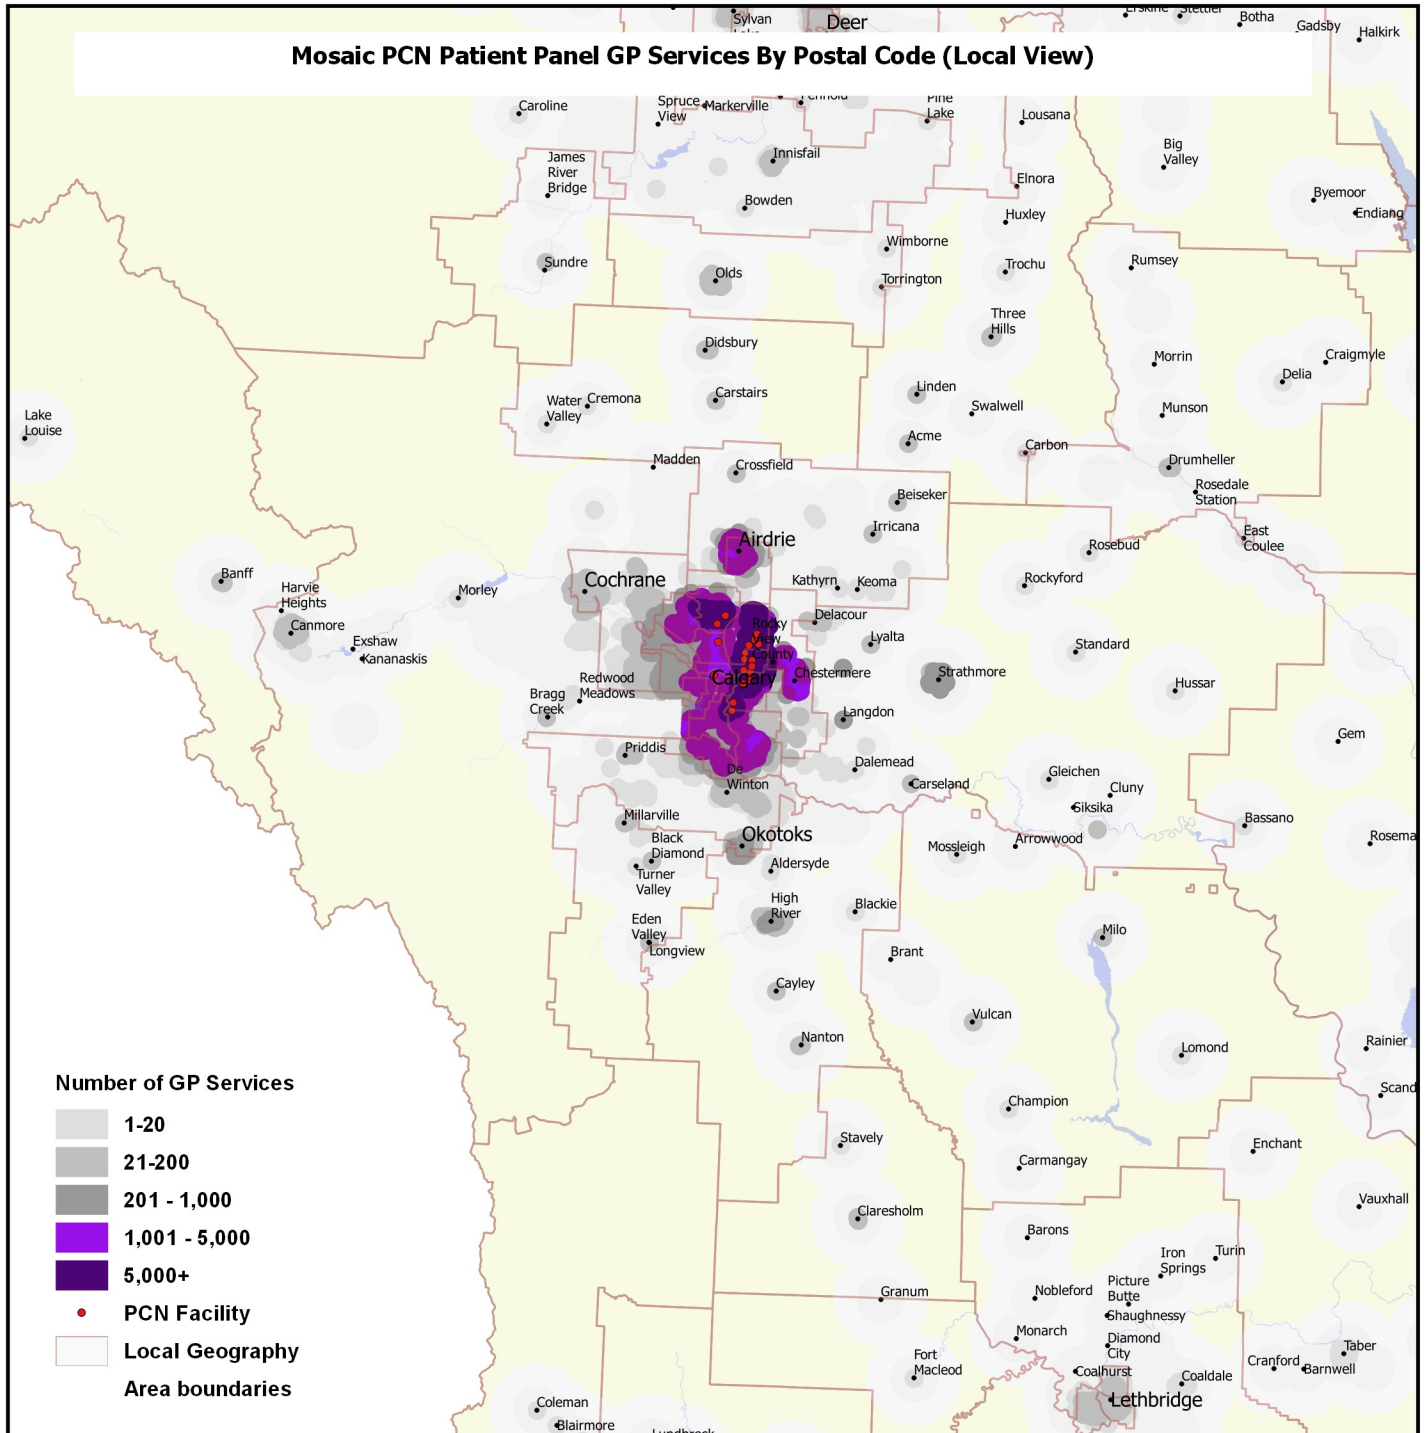 Sylvan
Deer
Erskine
Stettler
Botha
Gadsby
Halkirk
Mosaic PCN Patient Panel GP Services By Postal Code (Local View)
Caroline
Spruce
View
Markerville
Penhold
Pine
Lake
Lousana
James
River
Bridge
Innisfail
Big
Valley
Elnora
Byemoor
Endiang
Bowden
Huxley
Wimborne
Sundre
Olds
Torrington
Trochu
Rumsey
Three
Hills
Didsbury
Morrin
Craigmyle
Delia
Carstairs
Water
Valley
Cremona
Linden
Swalwell
Munson
Lake
Louise
Acme
Carbon
Madden
Crossfield
Drumheller
Beiseker
Rosedale
Station
Irricana
Airdrie
Rosebud
East
Coulee
Banff
Harvie
Heights
Morley
Cochrane
Kathyrn
Keoma
Rockyford
Canmore
Delacour
Rocky
View
County
Lyalta
Exshaw
Kananaskis
Standard
Calgary
Chestermere
Strathmore
Redwood
Meadows
Bragg
Creek
Hussar
Langdon
Gem
Priddis
Dalemead
De
Winton
Carseland
Gleichen
Cluny
Siksika
Millarville
Bassano
Okotoks
Black
Diamond
Mossleigh
Arrowwood
Rosema
Aldersyde
Turner
Valley
High
River
Blackie
Eden
Valley
Longview
Milo
Brant
Cayley
Vulcan
Nanton
Lomond
Rainier
Scand
Champion
Stavely
Enchant
Carmangay
Vauxhall
Claresholm
Barons
Iron
Springs
Turin
Granum
Nobleford
Picture
Butte
Shaughnessy
Monarch
Diamond
City
Fort
Macleod
Coalhurst
Coaldale
Cranford
Barnwell
Taber
Lethbridge
Coleman
Blairmore
Lundbreck
Number of GP Services
1-20
21-200
201 - 1,000
1,001 - 5,000
5,000+
PCN Facility
Local Geography
Area boundaries